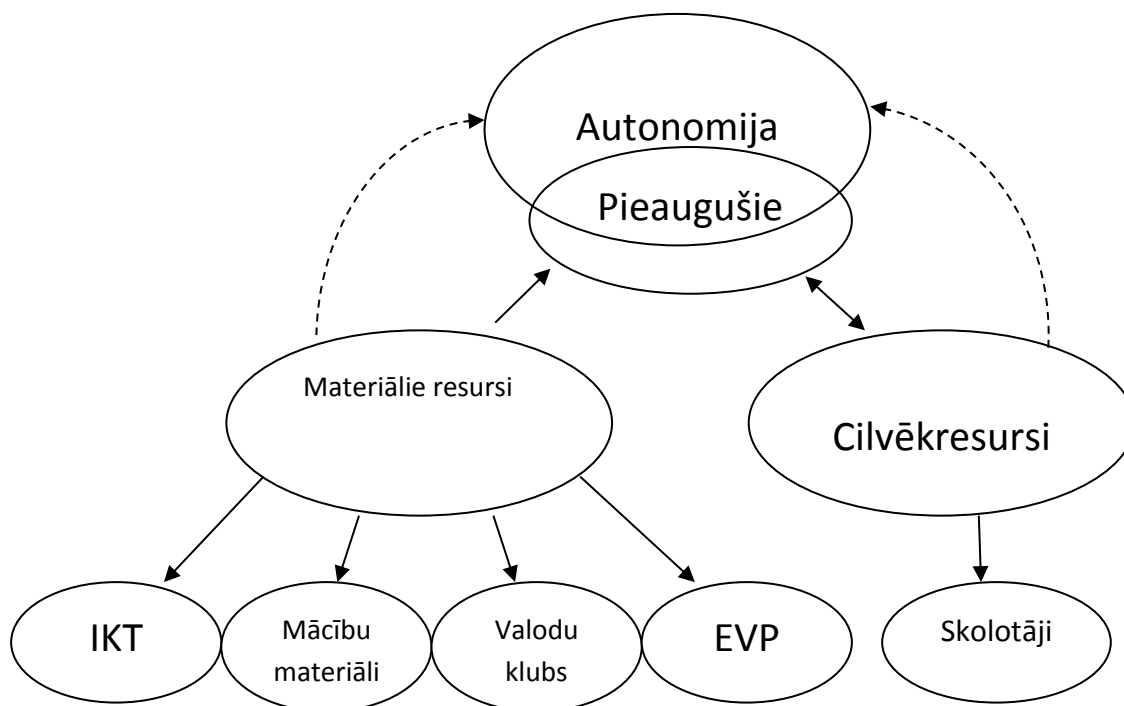 Autonomija
Pieaugušie
Materiālie resursi
Cilvēkresursi
IKT
Mācību
materiāli
Valodu
klubs
EVP
Skolotāji